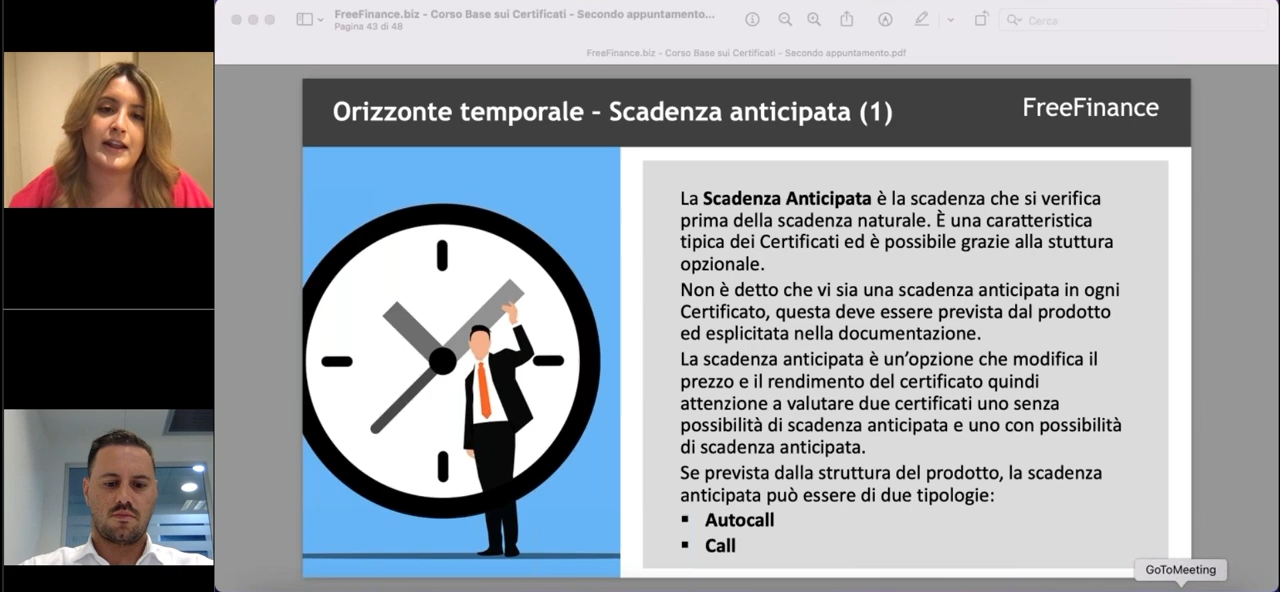 FreeFinance.biz - Corso Base sui Certificati - Secondo appuntamento...
Pagina 43 di 48
Cerca
FreeFinance.biz - Corso Base sui Certificati - Secondo appuntamento.pdf
Orizzonte temporale - Scadenza anticipata (1)
FreeFinance
La Scadenza Anticipata è la scadenza che si verifica
prima della scadenza naturale. È una caratteristica
tipica dei Certificati ed è possibile grazie alla stuttura
opzionale.
Non è detto che vi sia una scadenza anticipata in ogni
Certificato, questa deve essere prevista dal prodotto
ed esplicitata nella documentazione.
La scadenza anticipata è un’opzione che modifica il
prezzo e il rendimento del certificato quindi
attenzione a valutare due certificati uno senza
possibilità di scadenza anticipata e uno con possibilità
di scadenza anticipata.
Se prevista dalla struttura del prodotto, la scadenza
anticipata può essere di due tipologie:
▪ Autocall
▪ Call
GoToMeeting